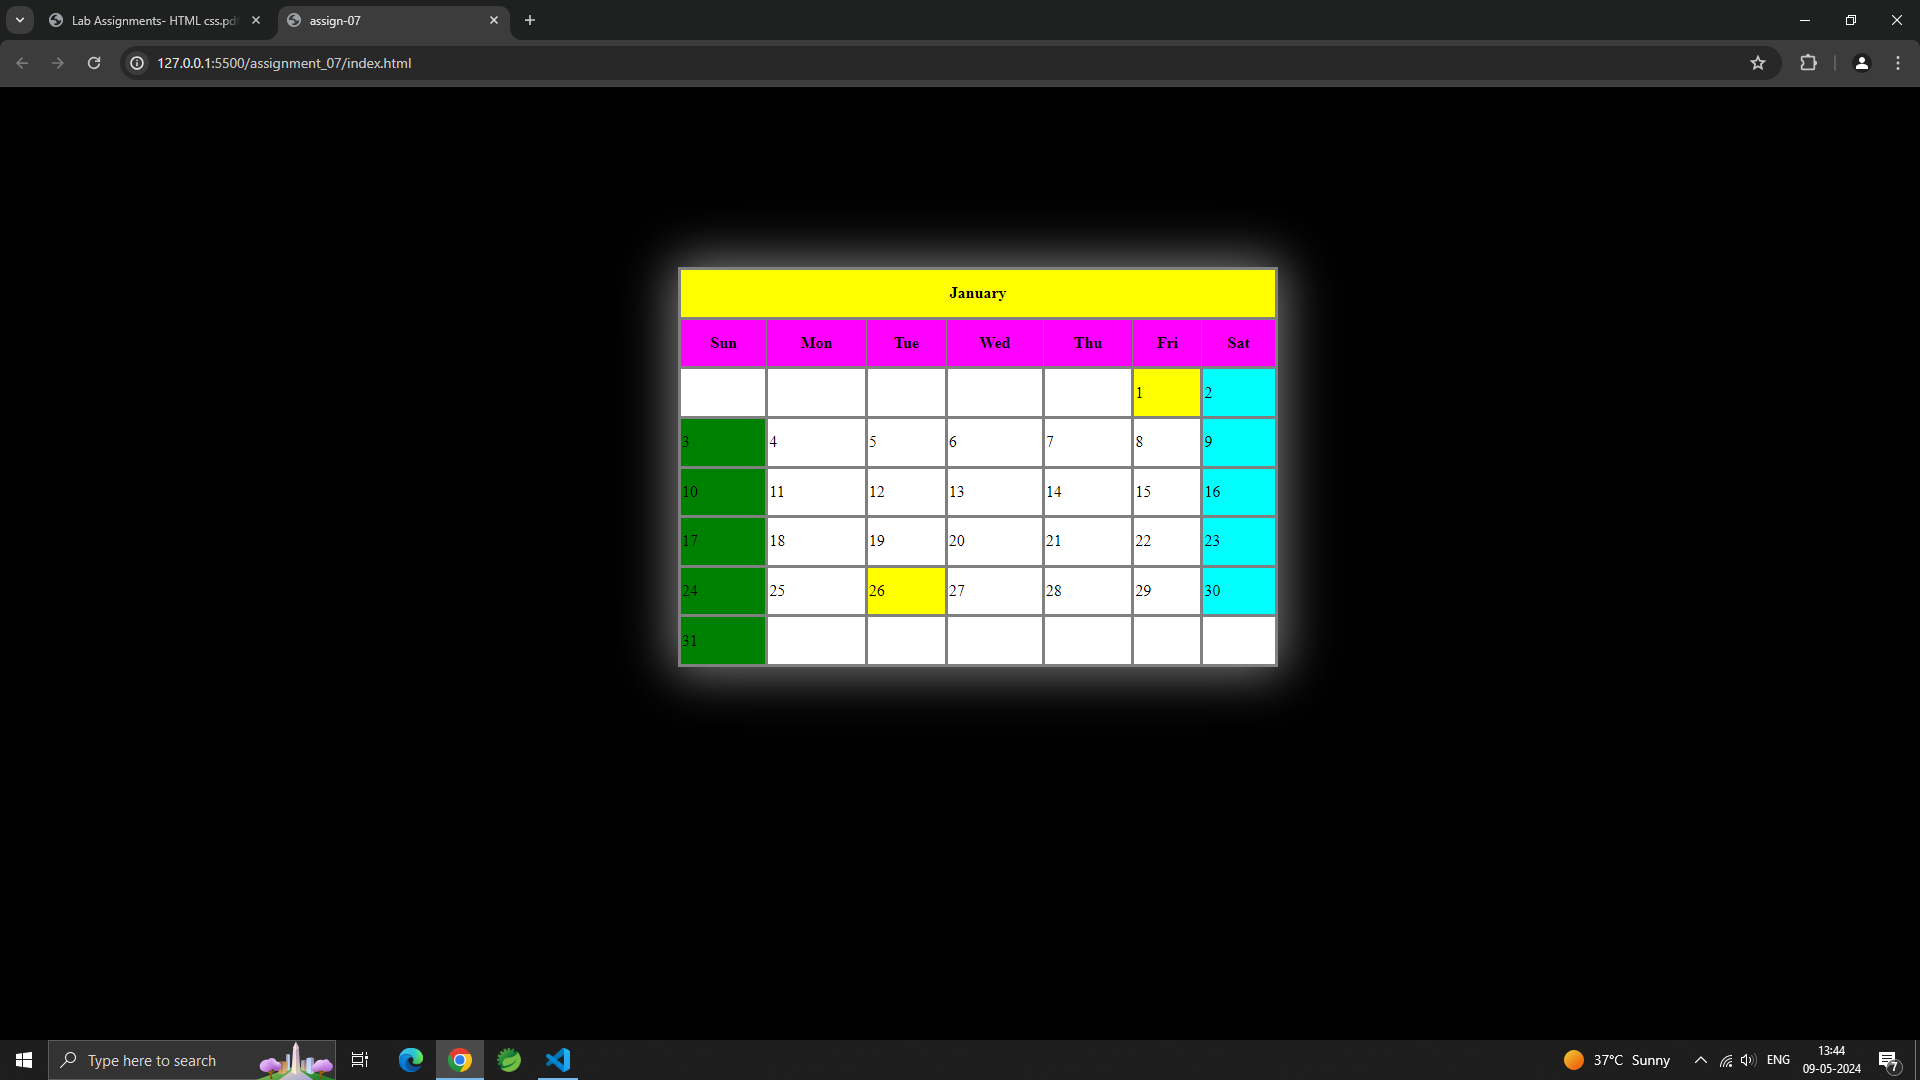 Lab Assignments- HTML css.pdf
assign-07
127.0.0.1:5500/assignment_07/index.html
January
Sun Mon Tue Wed Thu Fri Sat
1 2
3 4 5 6 7 8 9
10 11 12 13 14 15 16
17 18 19 20 21 22 23
24 25 26 27 28 29 30
31
Type here to search
37°C Sunny
ENG
13:44
09-05-2024
7